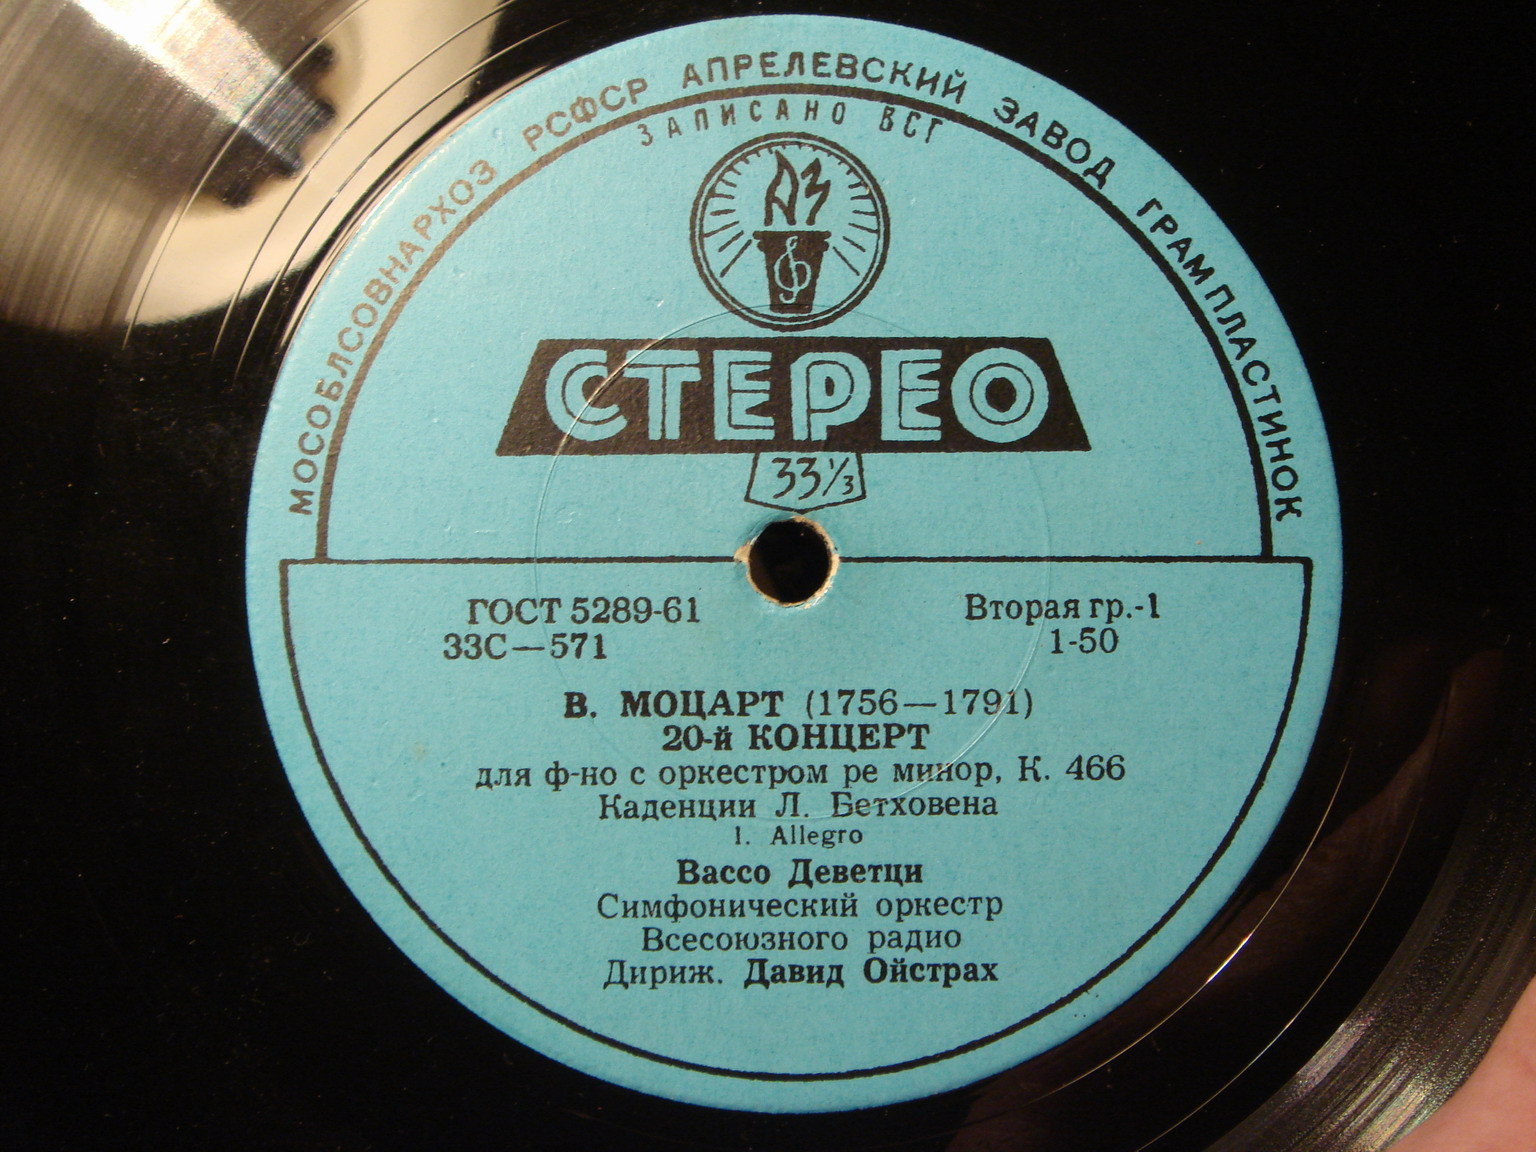 МОСОБЛСОВНАРХОЗ РСФСР АПРЕЛЕВСКИЙ ЗАВОД ГРАМПЛАСТИНОК
ЗАПИСАНО ВСГ
АЗ
СТЕРЕО
33⅓
ГОСТ 5289-61 Вторая гр.-1
33С—571 1-50
В. МОЦАРТ (1756—1791)
20-й КОНЦЕРТ
для ф-но с оркестром ре минор, К. 466
Каденции Л. Бетховена
I. Allegro
Вассо Деветци
Симфонический оркестр
Всесоюзного радио
Дириж. Давид Ойстрах